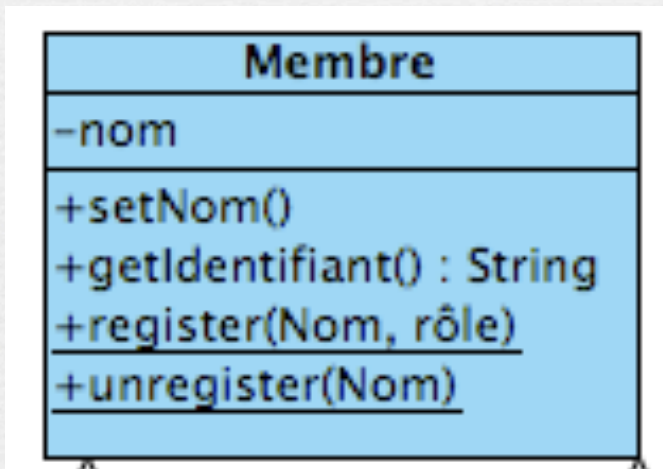 Membre
-nom
+setNom()
+getIdentifiant() : String
+register(Nom, rôle)
+unregister(Nom)